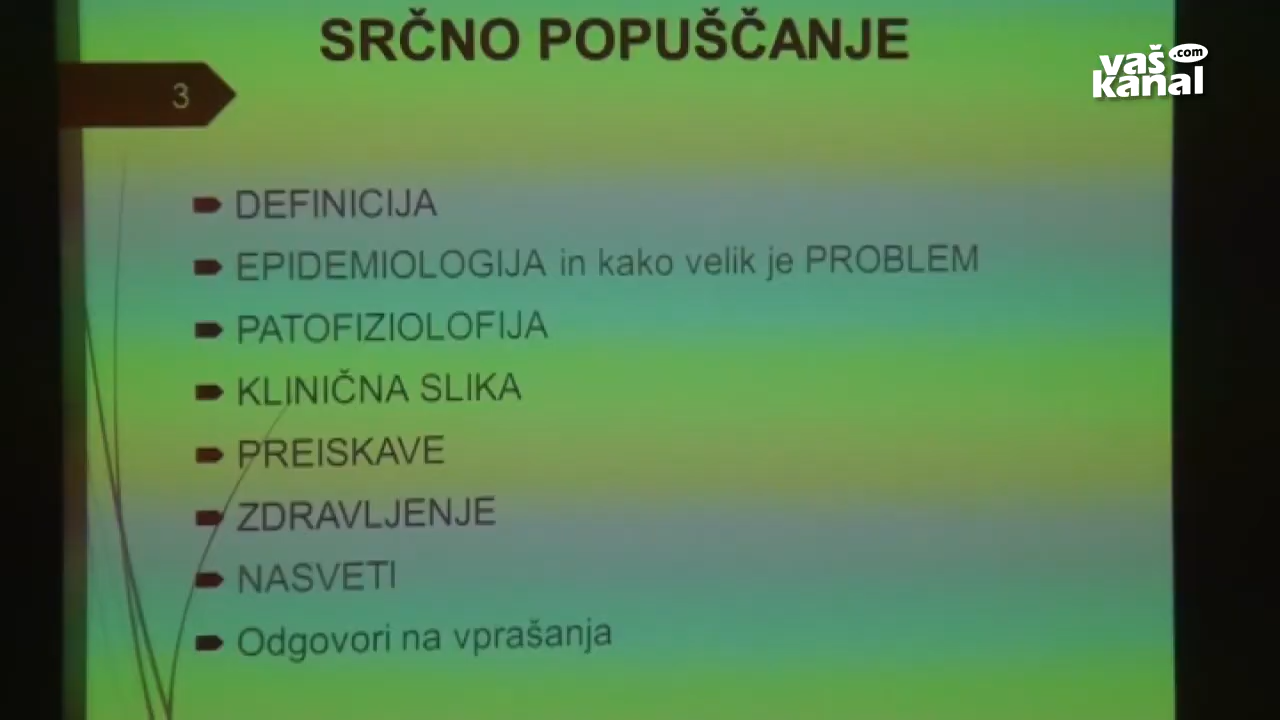 SRČNO POPUŠČANJE
vaš .com
kanal
3
DEFINICIJA
EPIDEMIOLOGIJA in kako velik je PROBLEM
PATOFIZIOLOFIJA
KLINIČNA SLIKA
PREISKAVE
ZDRAVLJENJE
NASVETI
Odgovori na vprašanja